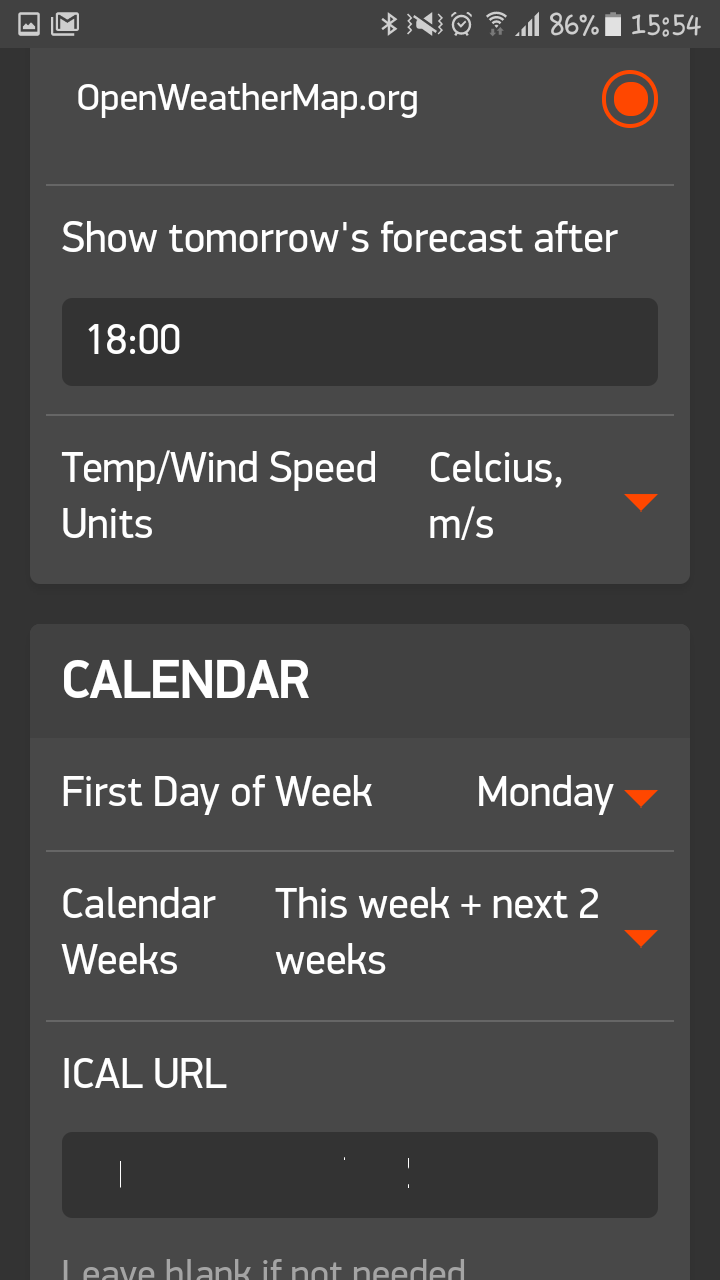 86% 15:54
OpenWeatherMap.org
Show tomorrow's forecast after
18:00
Temp/Wind Speed Units
Celcius, m/s
CALENDAR
First Day of Week Monday
Calendar Weeks
This week + next 2 weeks
ICAL URL
Leave blank if not needed